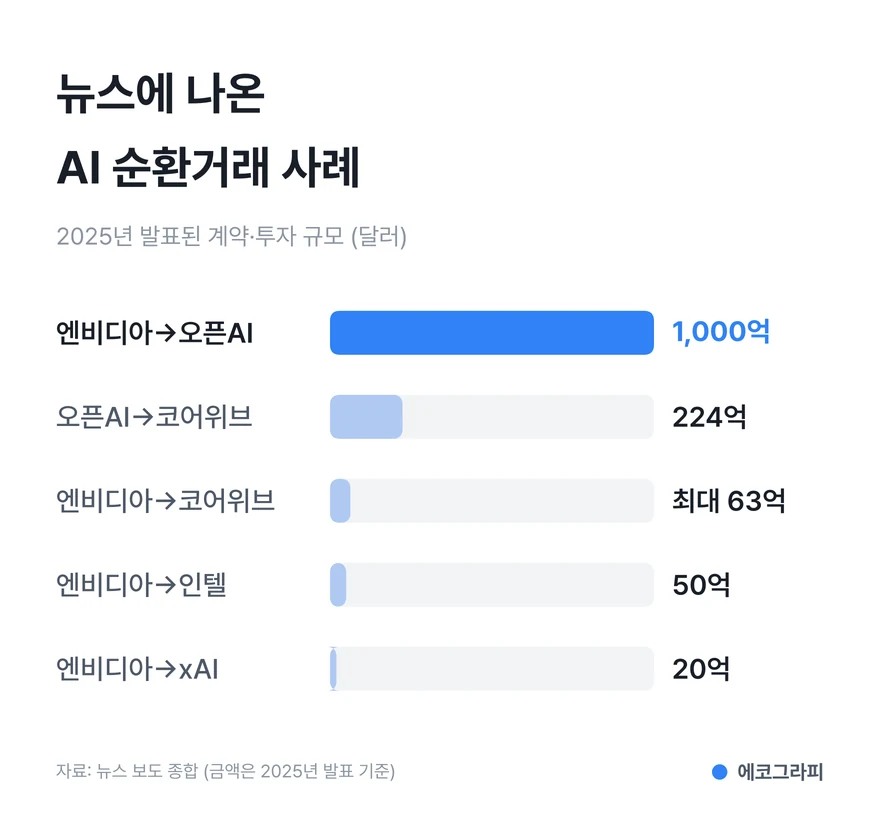 뉴스에 나온
AI 순환거래 사례
2025년 발표된 계약·투자 규모 (달러)
엔비디아→오픈AI 1,000억
오픈AI→코어위브 224억
엔비디아→코어위브 최대 63억
엔비디아→인텔 50억
엔비디아→xAI 20억
자료: 뉴스 보도 종합 (금액은 2025년 발표 기준) 에코그라피